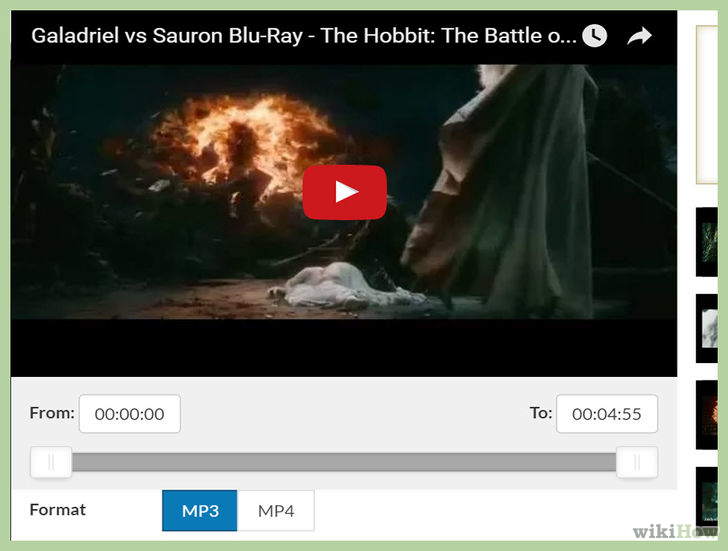 Galadriel vs Sauron Blu-Ray - The Hobbit: The Battle o...
From: 00:00:00 To: 00:04:55
Format MP3 MP4
wikiHow